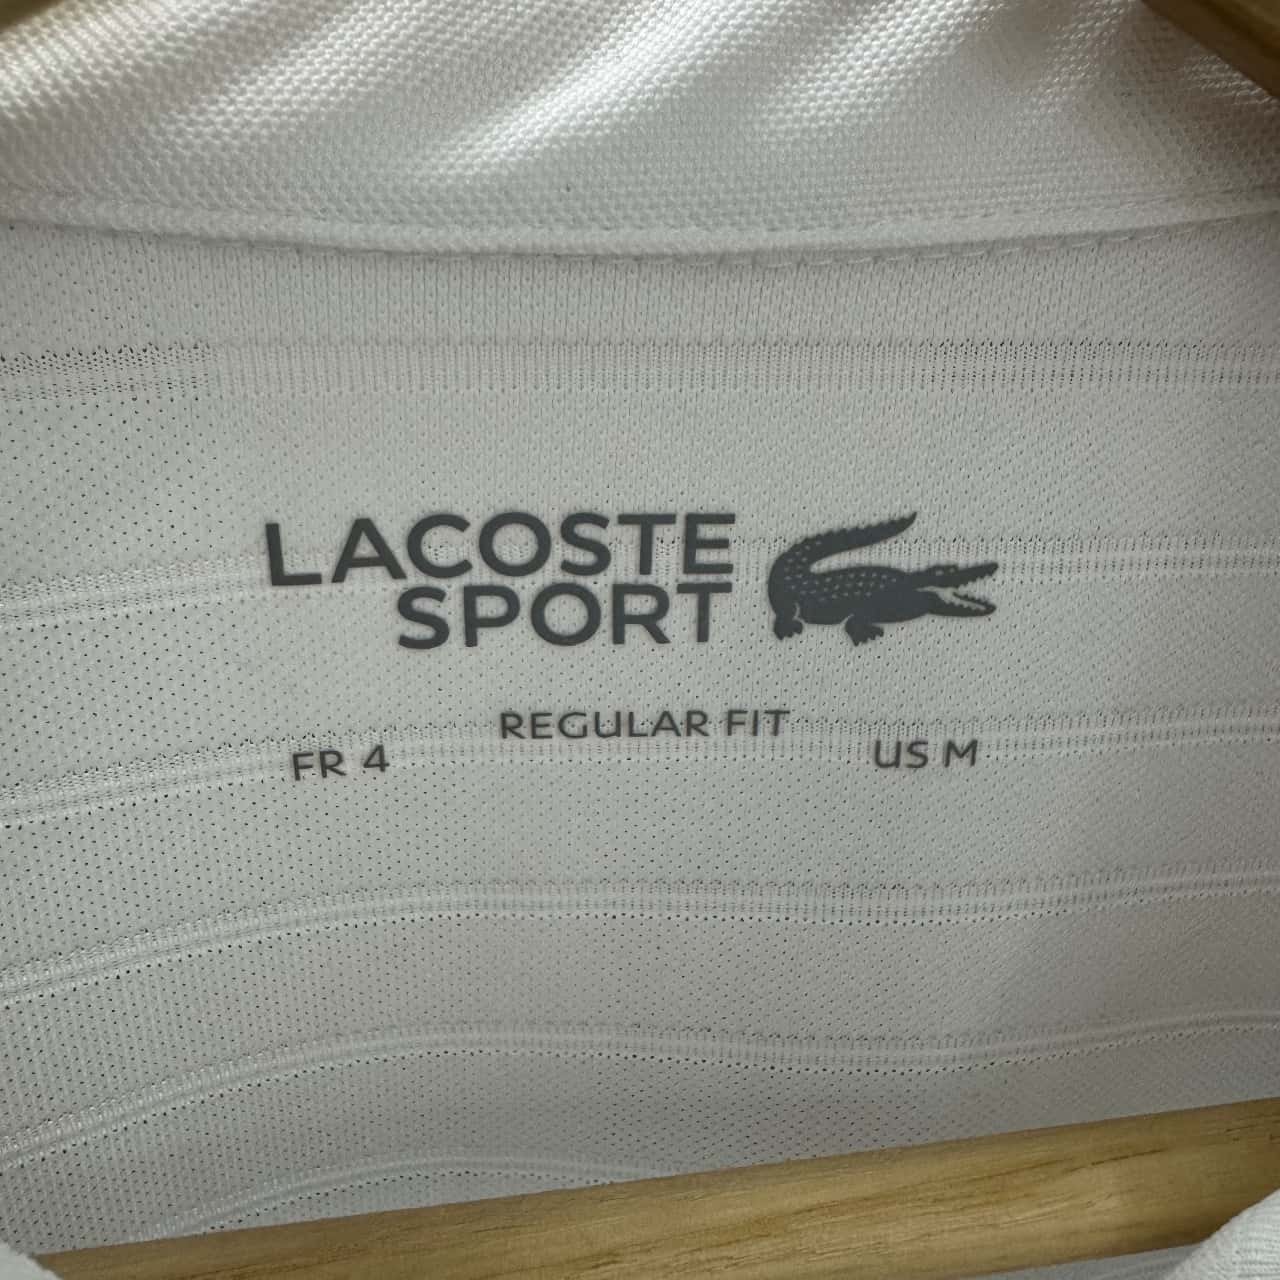 LACOSTE
SPORT
REGULAR FIT
FR 4
US M